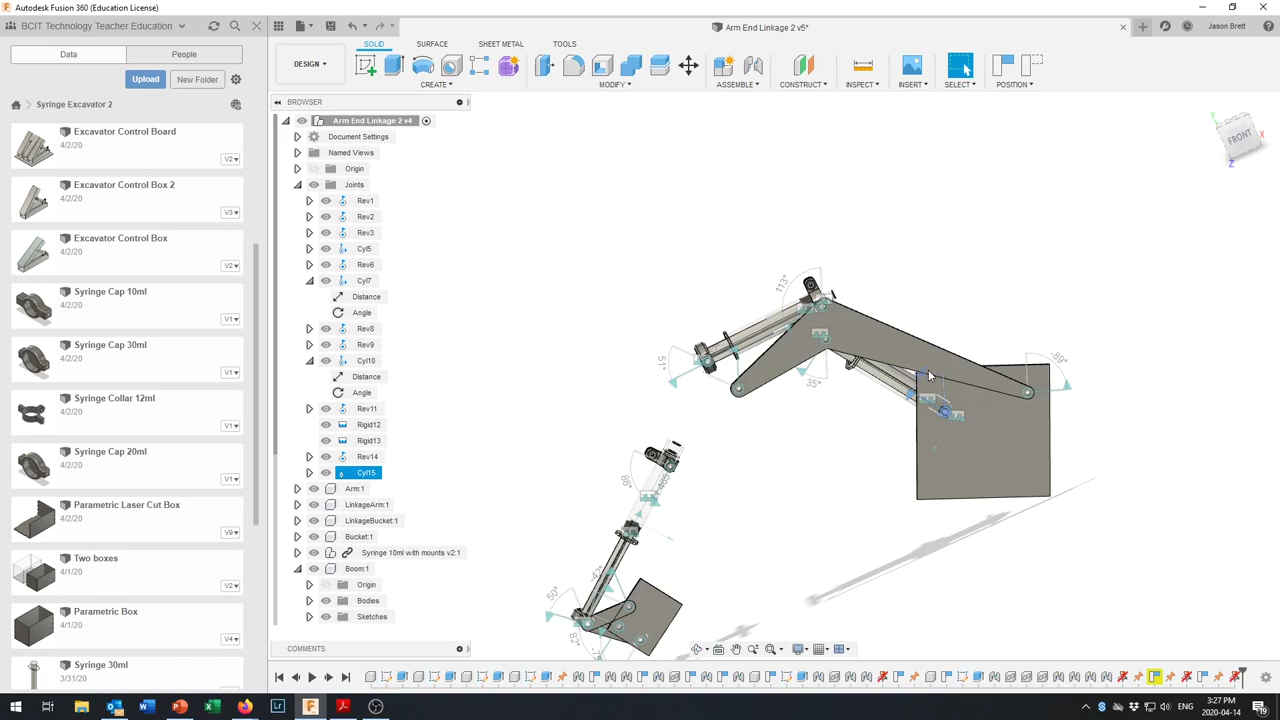 Autodesk Fusion 360 (Education License)
BCIT Technology Teacher Education
Arm End Linkage 2 v6*
Jason Brett
Data
People
Upload
New Folder
Syringe Excavator 2
Excavator Control Board
4/2/20
V2
Excavator Control Box 2
4/2/20
V3
Excavator Control Box
4/2/20
V2
Syringe Cap 10ml
4/2/20
V1
Syringe Cap 30ml
4/2/20
V1
Syringe Collar 12ml
4/2/20
V1
Syringe Cap 20ml
4/2/20
V1
Parametric Laser Cut Box
4/2/20
V9
Two boxes
4/1/20
V2
Parametric Box
4/1/20
V4
Syringe 30ml
3/31/20
DESIGN
SOLID
SURFACE
SHEET METAL
TOOLS
CREATE
MODIFY
ASSEMBLE
CONSTRUCT
INSPECT
INSERT
SELECT
POSITION
BROWSER
Arm End Linkage 2 v4
Document Settings
Named Views
Origin
Joints
Rev1
Rev2
Rev3
Cyl5
Rev6
Cyl7
Distance
Angle
Rev8
Rev9
Cyl10
Distance
Angle
Rev11
Rigid12
Rigid13
Rev14
Cyl15
Arm:1
LinkageArm:1
LinkageBucket:1
Bucket:1
Syringe 10ml with mounts v2:1
Boom:1
Origin
Bodies
Sketches
COMMENTS
Y
FRONT
X
Z
113°
51°
35°
-89°
50°
3:27 PM
ENG
2020-04-14
19